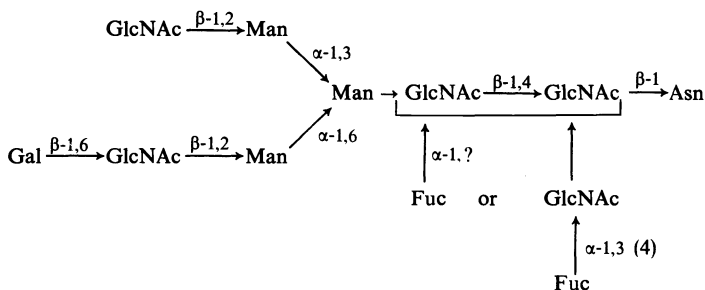 GlcNAc β-1,2 Man
α-1,3
Man GlcNAc β-1,4 GlcNAc β-1 Asn
α-1,6
Gal β-1,6 GlcNAc β-1,2 Man
α-1,?
Fuc or GlcNAc
α-1,3 (4)
Fuc